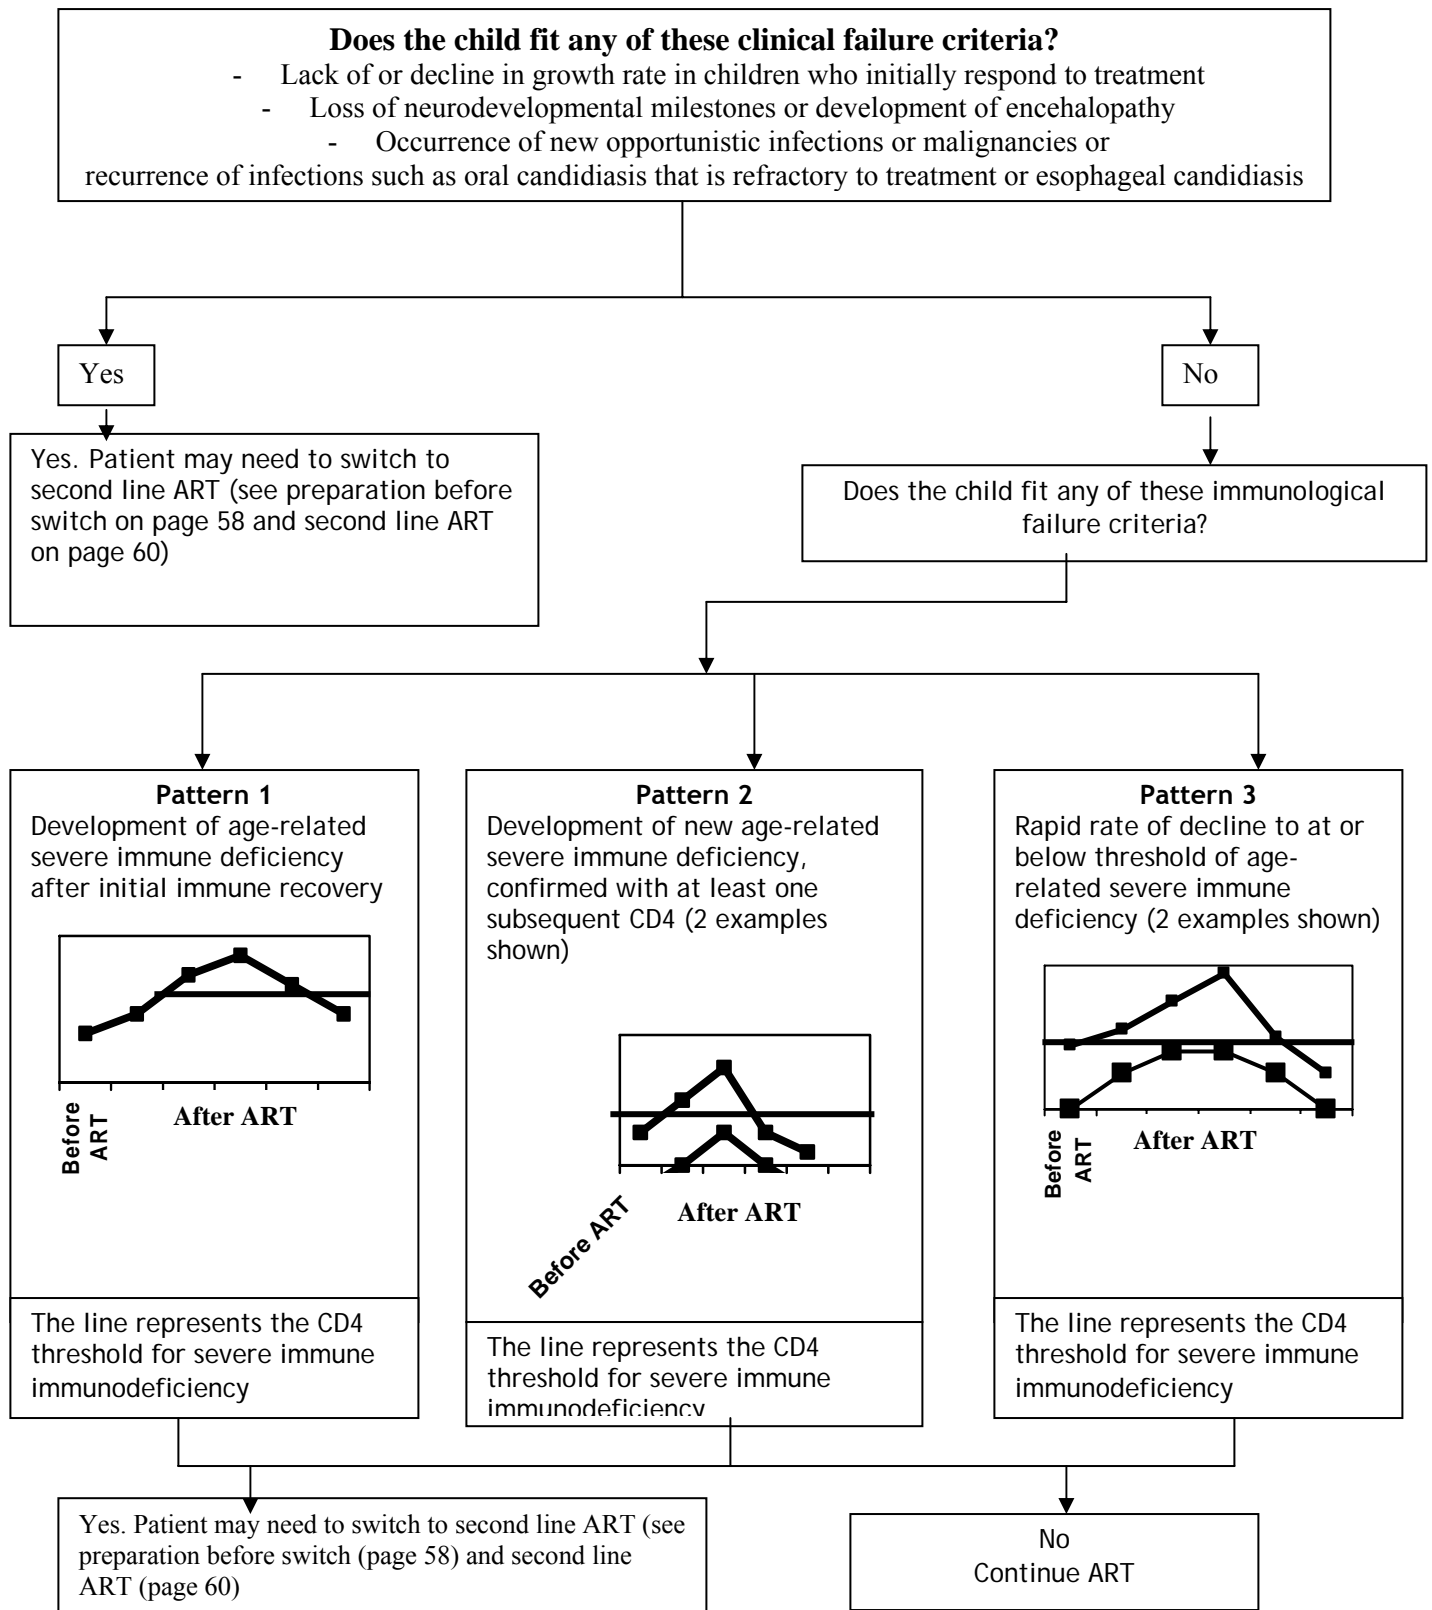 Does the child fit any of these clinical failure criteria?
- Lack of or decline in growth rate in children who initially respond to treatment
- Loss of neurodevelopmental milestones or development of encehalopathy
- Occurrence of new opportunistic infections or malignancies or
recurrence of infections such as oral candidiasis that is refractory to treatment or esophageal candidiasis
Yes
No
Yes. Patient may need to switch to
second line ART (see preparation before
switch on page 58 and second line ART
on page 60)
Does the child fit any of these immunological
failure criteria?
Pattern 1
Development of age-related
severe immune deficiency
after initial immune recovery
Before
ART
After ART
The line represents the CD4
threshold for severe immune
immunodeficiency
Pattern 2
Development of new age-related
severe immune deficiency,
confirmed with at least one
subsequent CD4 (2 examples
shown)
Before ART
After ART
The line represents the CD4
threshold for severe immune
immunodeficiency
Pattern 3
Rapid rate of decline to at or
below threshold of age-
related severe immune
deficiency (2 examples shown)
Before
ART
After ART
The line represents the CD4
threshold for severe immune
immunodeficiency
Yes. Patient may need to switch to second line ART (see
preparation before switch (page 58) and second line
ART (page 60)
No
Continue ART